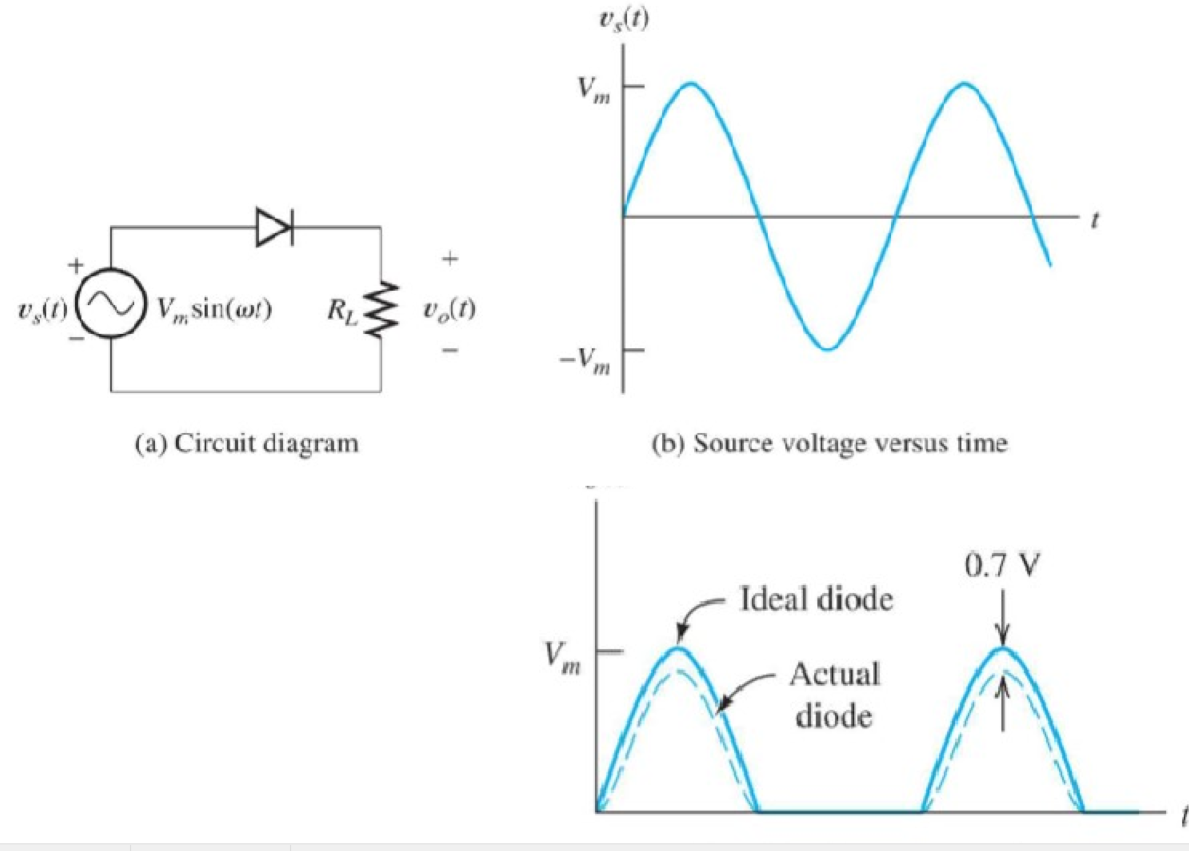 v_s(t)
V_m
+
v_s(t)
−
V_m sin(ωt)
R_L
+
v_o(t)
−
t
−V_m
(a) Circuit diagram
(b) Source voltage versus time
0.7 V
Ideal diode
V_m
Actual
diode
t